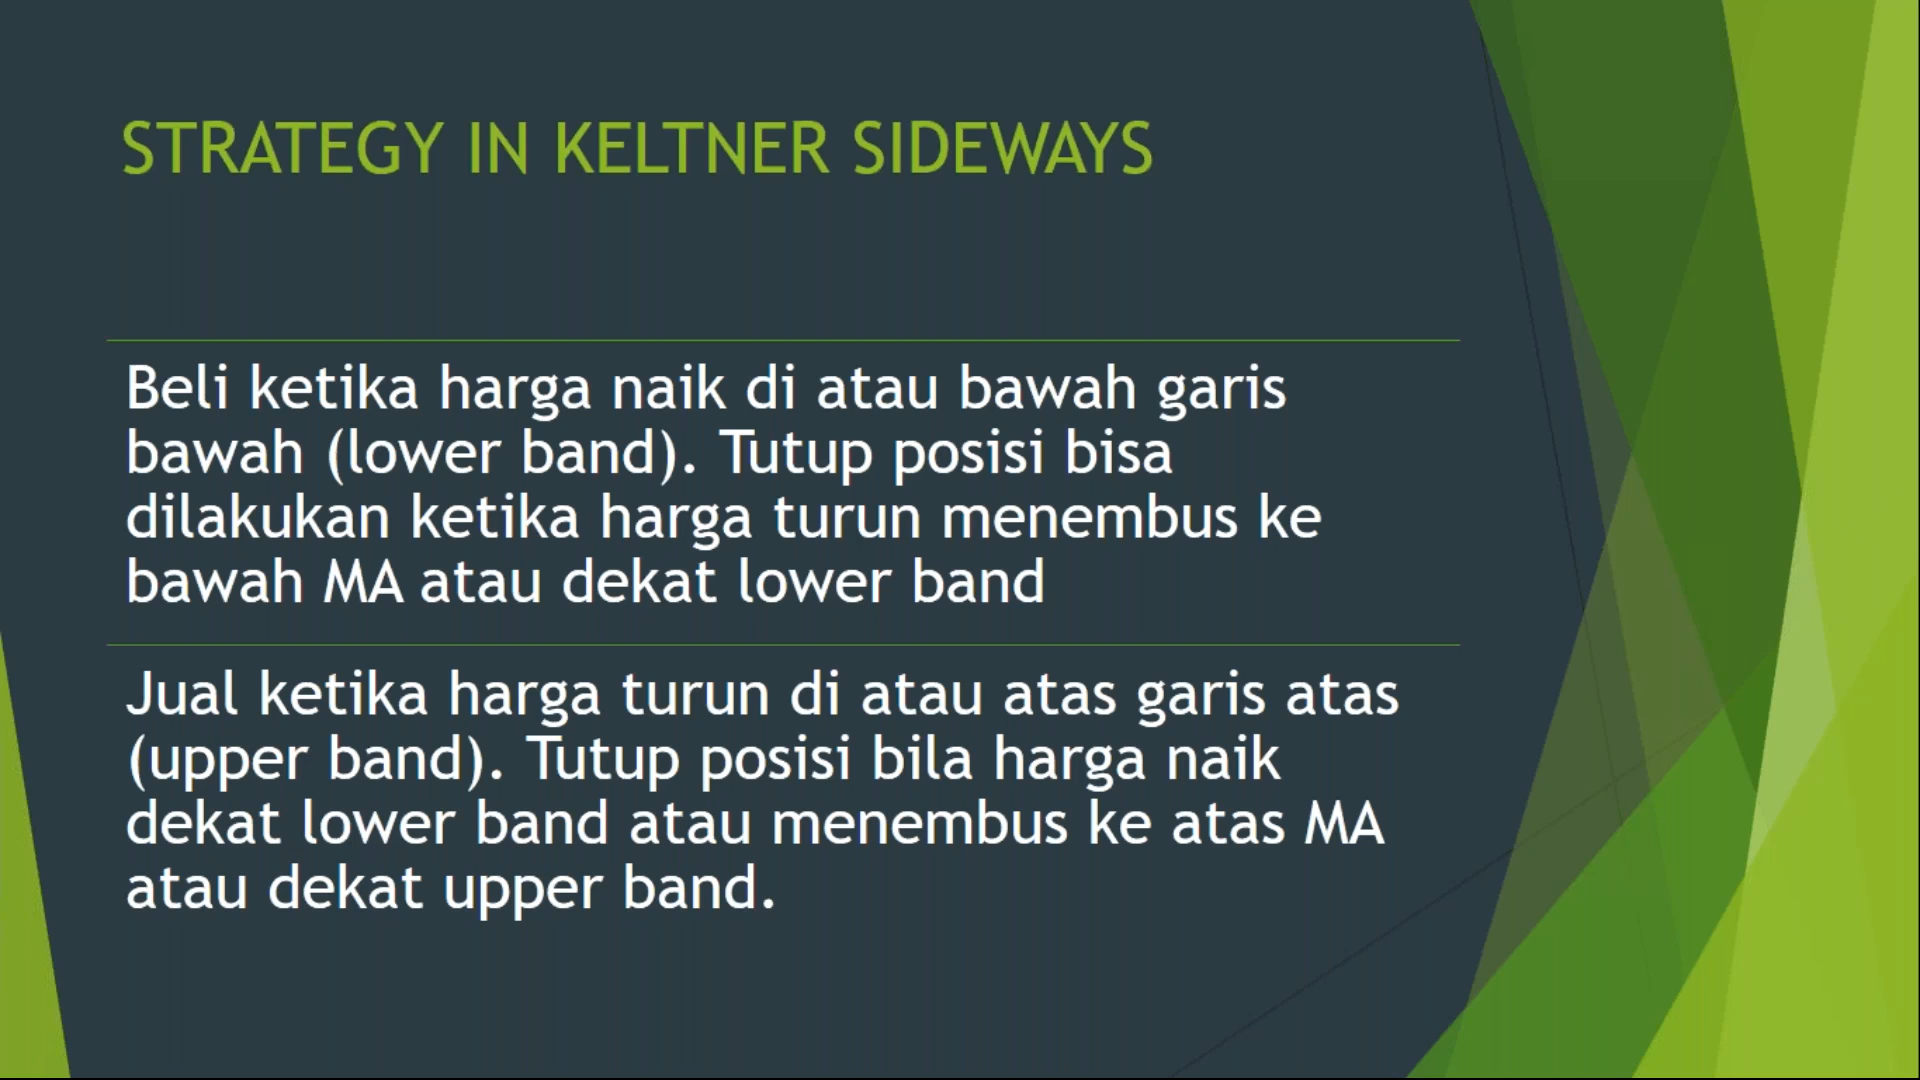 STRATEGY IN KELTNER SIDEWAYS
Beli ketika harga naik di atau bawah garis
bawah (lower band). Tutup posisi bisa
dilakukan ketika harga turun menembus ke
bawah MA atau dekat lower band
Jual ketika harga turun di atau atas garis atas
(upper band). Tutup posisi bila harga naik
dekat lower band atau menembus ke atas MA
atau dekat upper band.